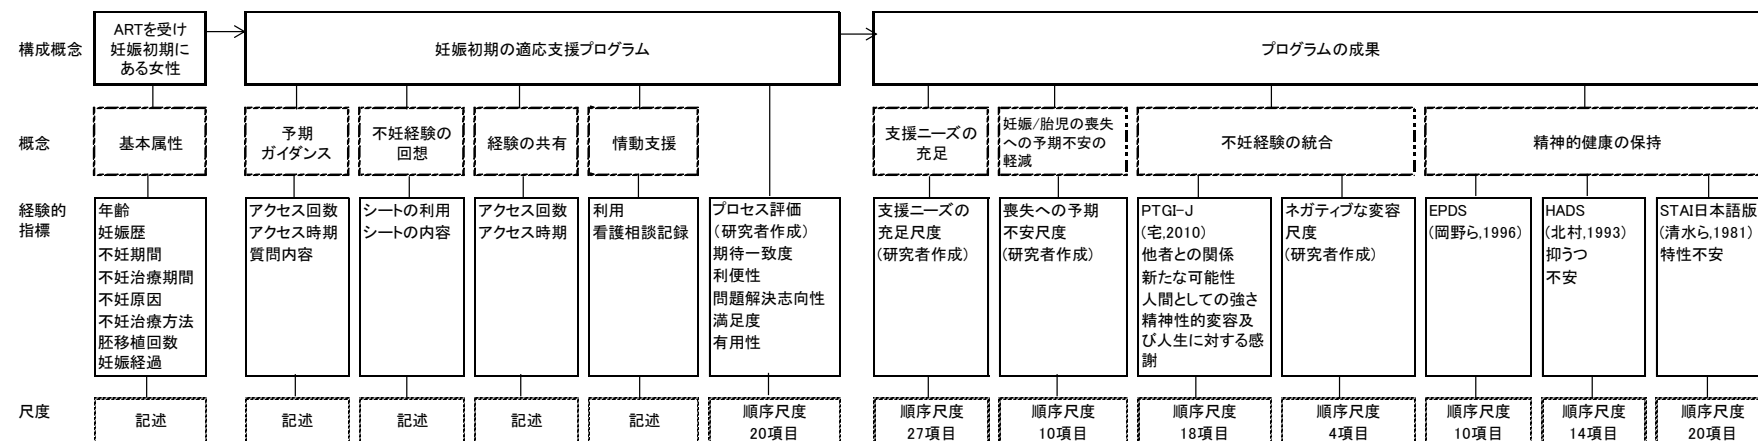 構成概念
ARTを受け
妊娠初期に
ある女性
妊娠初期の適応支援プログラム
プログラムの成果
概念
基本属性
予期
ガイダンス
不妊経験の
回想
経験の共有
情動支援
支援ニーズの
充足
妊娠/胎児の喪失
への予期不安の
軽減
不妊経験の統合
精神的健康の保持
経験的
指標
年齢
妊娠歴
不妊期間
不妊治療期間
不妊原因
不妊治療方法
胚移植回数
妊娠経過
アクセス回数
アクセス時期
質問内容
シートの利用
シートの内容
アクセス回数
アクセス時期
利用
看護相談記録
プロセス評価
(研究者作成)
期待一致度
利便性
問題解決志向性
満足度
有用性
支援ニーズの
充足尺度
(研究者作成)
喪失への予期
不安尺度
(研究者作成)
PTGI-J
(宅,2010)
他者との関係
新たな可能性
人間としての強さ
精神性的変容及
び人生に対する感
謝
ネガティブな変容
尺度
(研究者作成)
EPDS
(岡野ら,1996)
HADS
(北村,1993)
抑うつ
不安
STAI日本語版
(清水ら,1981)
特性不安
尺度
記述
記述
記述
記述
記述
順序尺度
20項目
順序尺度
27項目
順序尺度
10項目
順序尺度
18項目
順序尺度
4項目
順序尺度
10項目
順序尺度
14項目
順序尺度
20項目